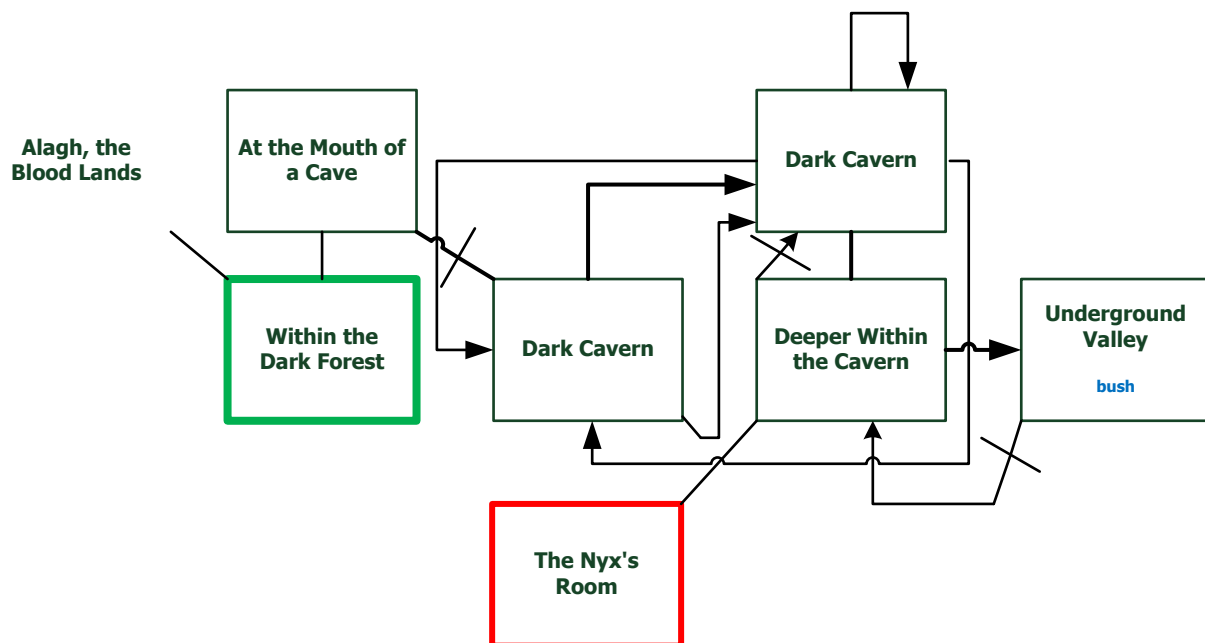 Alagh, the
Blood Lands
At the Mouth of
a Cave
Dark Cavern
Within the
Dark Forest
Dark Cavern
Deeper Within
the Cavern
Underground
Valley
bush
The Nyx's
Room